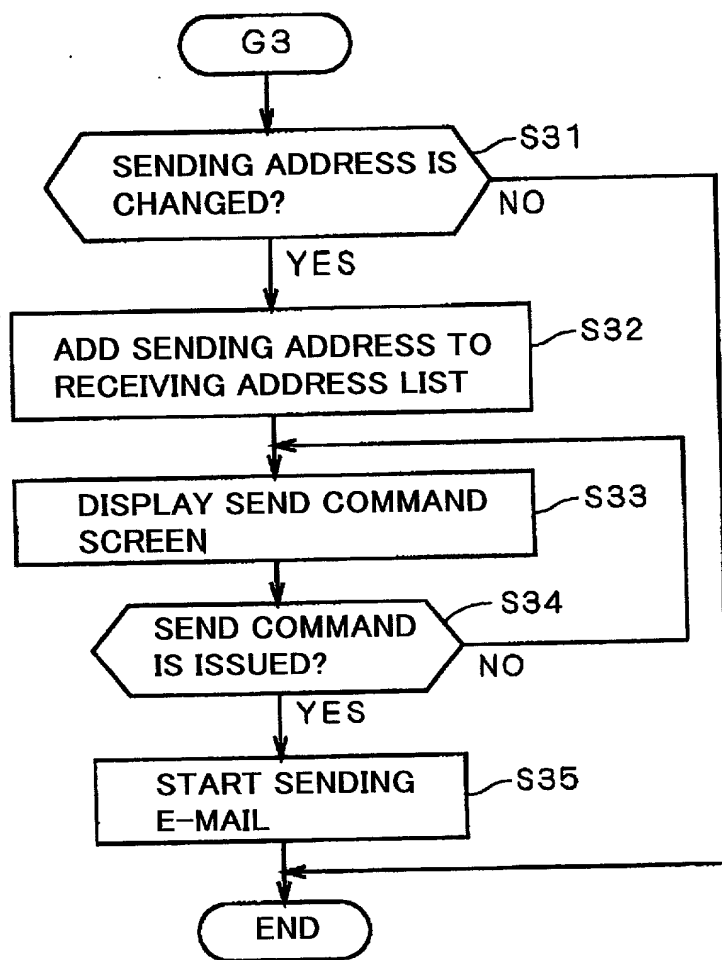 G3
S31
SENDING ADDRESS IS
CHANGED?
NO
YES
S32
ADD SENDING ADDRESS TO
RECEIVING ADDRESS LIST
S33
DISPLAY SEND COMMAND
SCREEN
S34
SEND COMMAND
IS ISSUED?
NO
YES
S35
START SENDING
E-MAIL
END